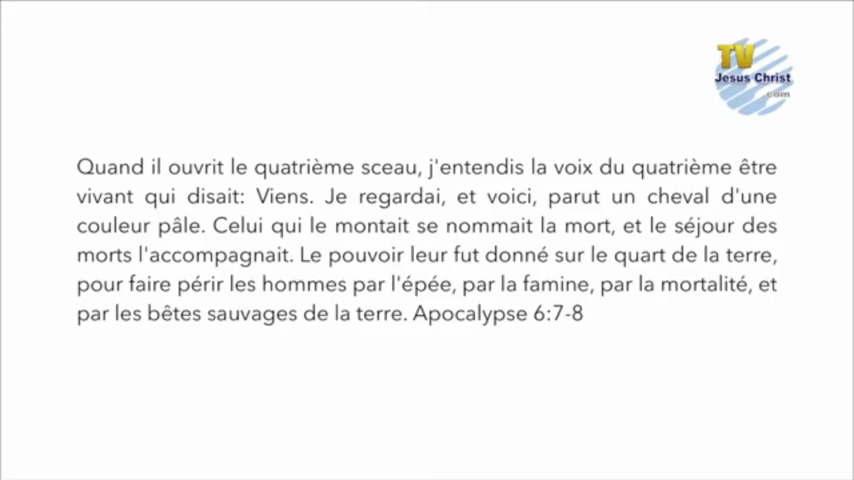 TV
Jesus Christ
.com
Quand il ouvrit le quatrième sceau, j'entendis la voix du quatrième être
vivant qui disait: Viens. Je regardai, et voici, parut un cheval d'une
couleur pâle. Celui qui le montait se nommait la mort, et le séjour des
morts l'accompagnait. Le pouvoir leur fut donné sur le quart de la terre,
pour faire périr les hommes par l'épée, par la famine, par la mortalité, et
par les bêtes sauvages de la terre. Apocalypse 6:7-8